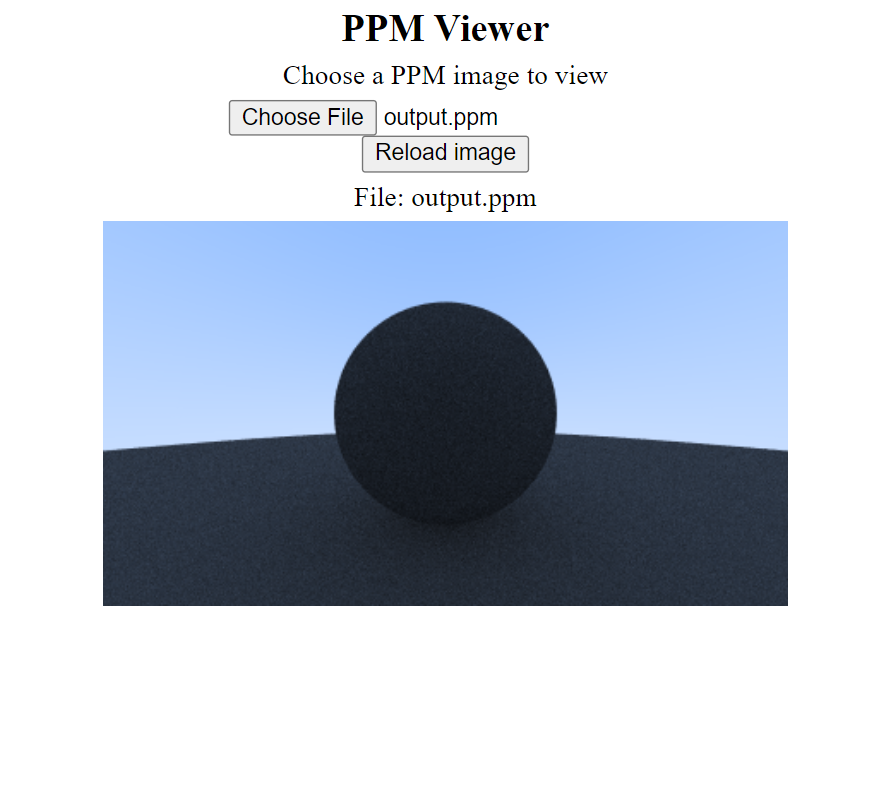 PPM Viewer
Choose a PPM image to view
Choose File output.ppm
Reload image
File: output.ppm